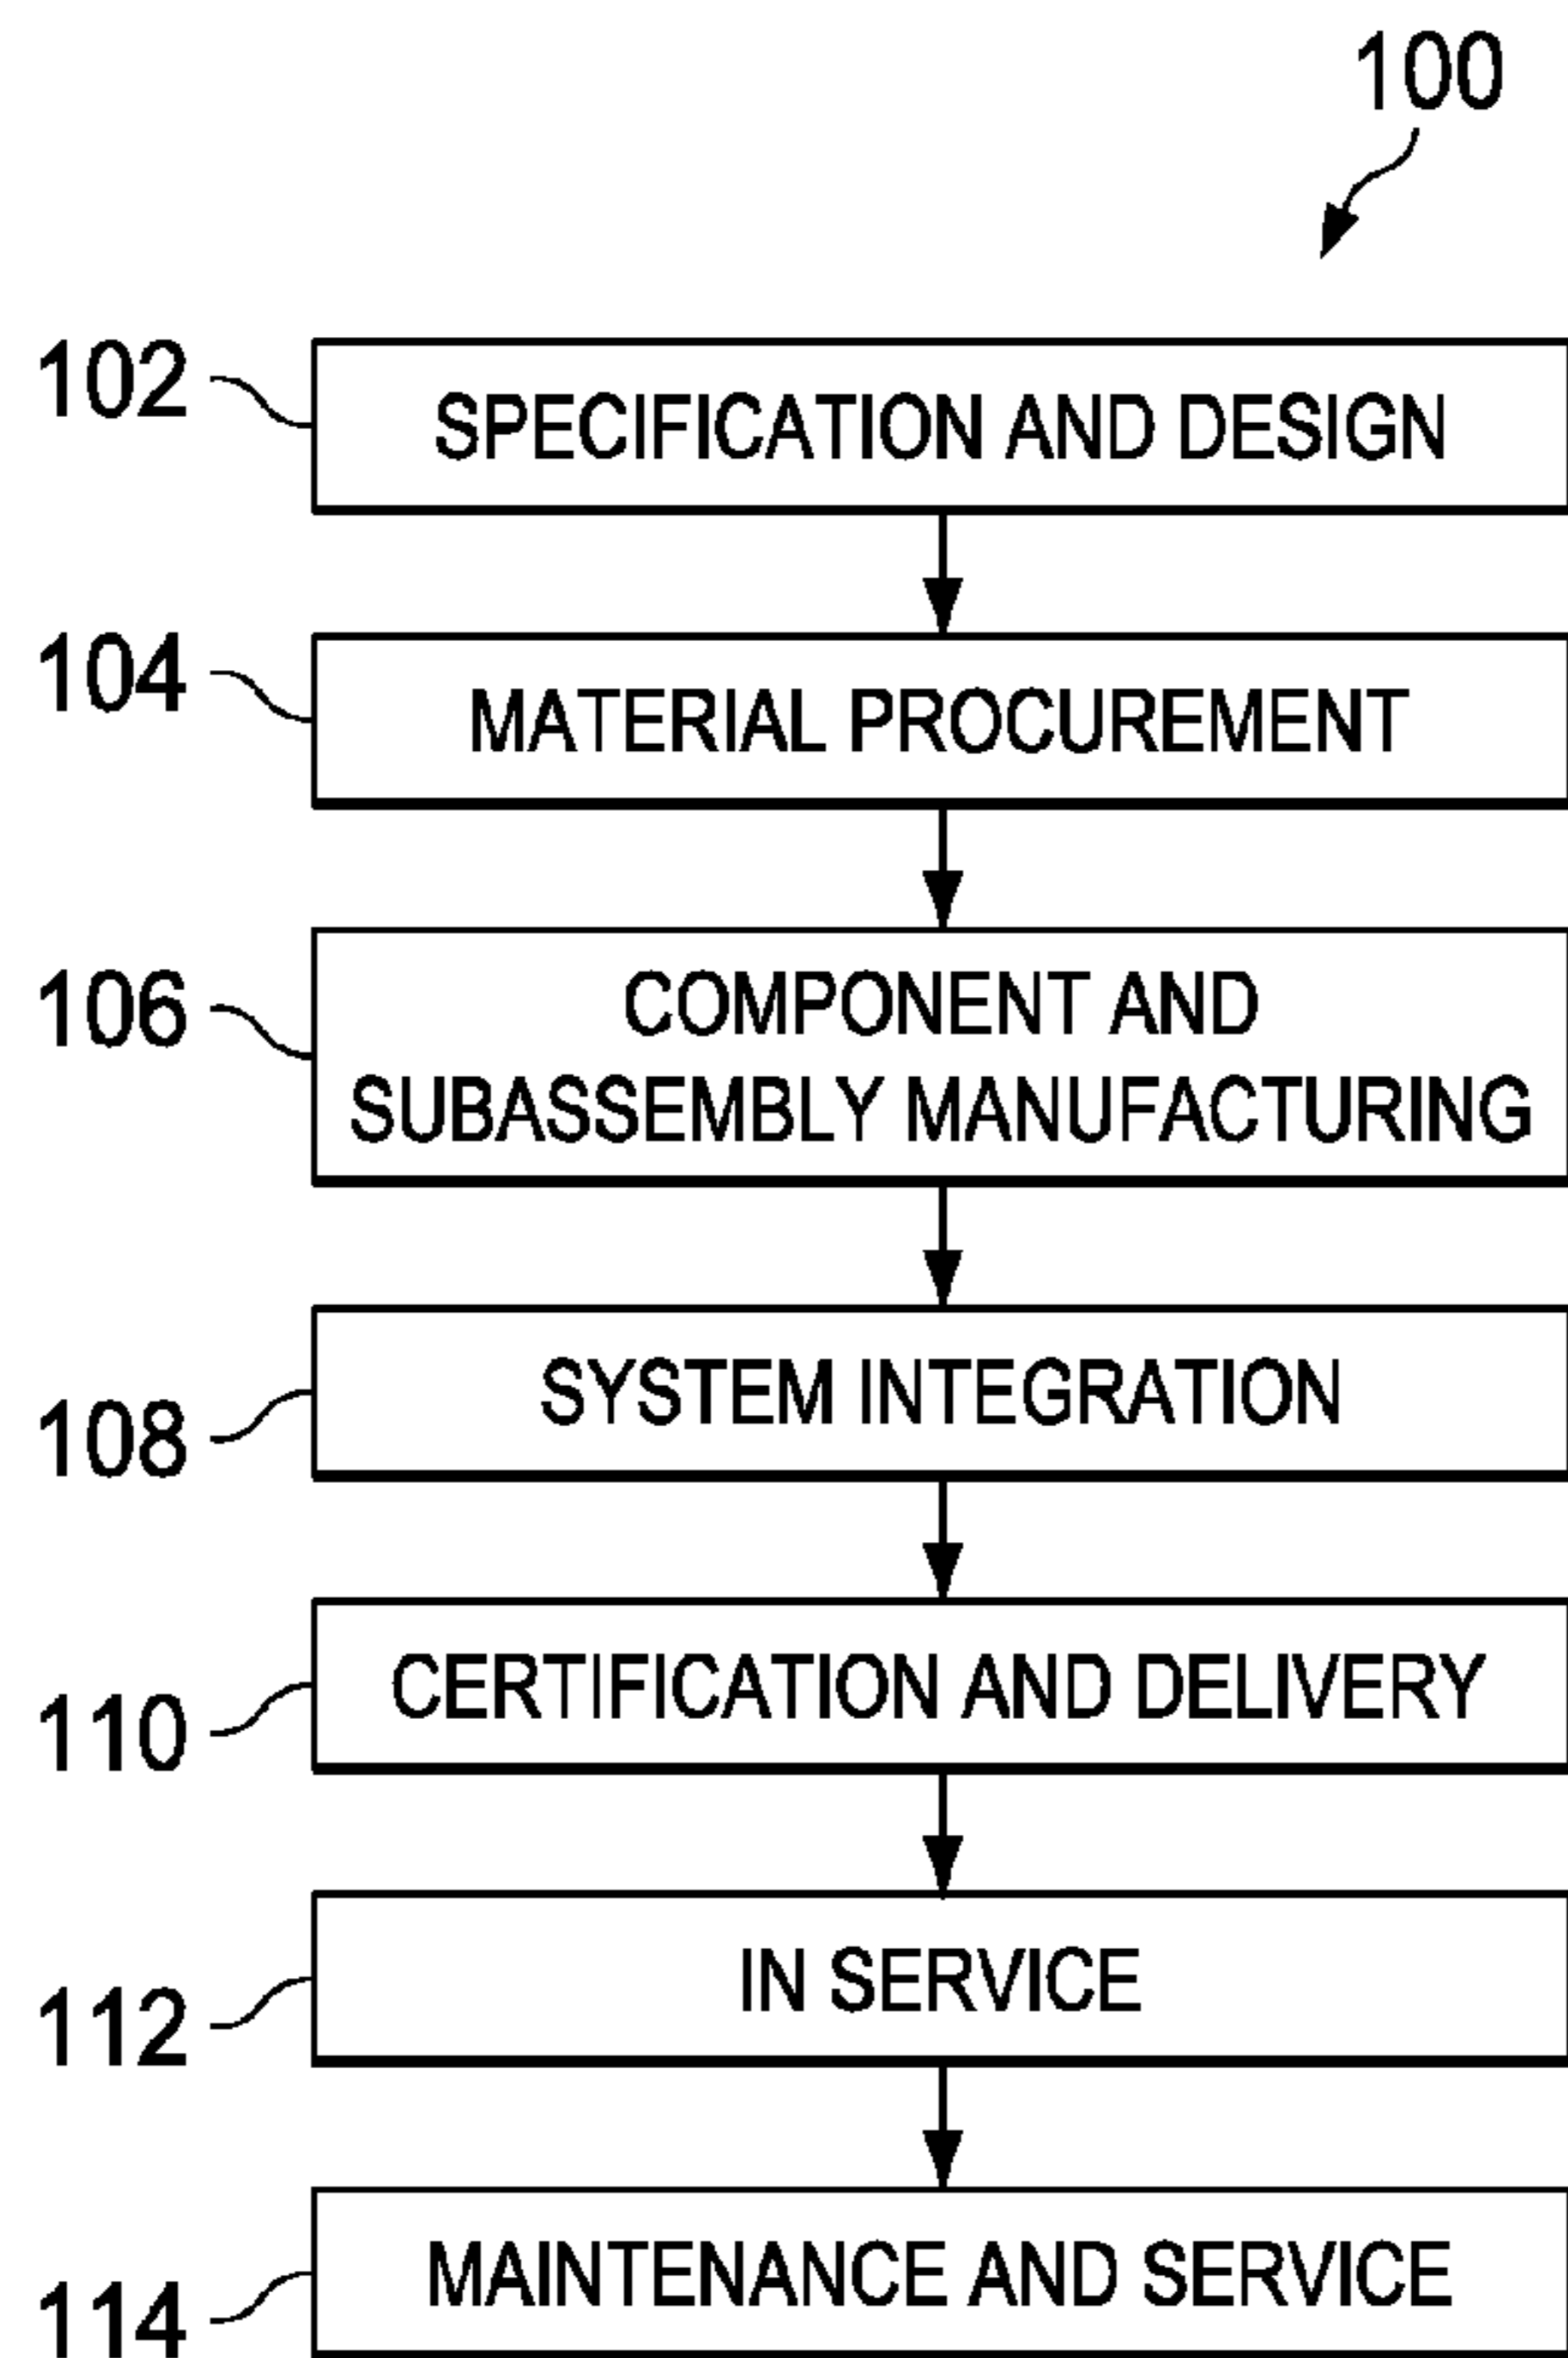 100
102
SPECIFICATION AND DESIGN
104
MATERIAL PROCUREMENT
106
COMPONENT AND
SUBASSEMBLY MANUFACTURING
108
SYSTEM INTEGRATION
110
CERTIFICATION AND DELIVERY
112
IN SERVICE
114
MAINTENANCE AND SERVICE